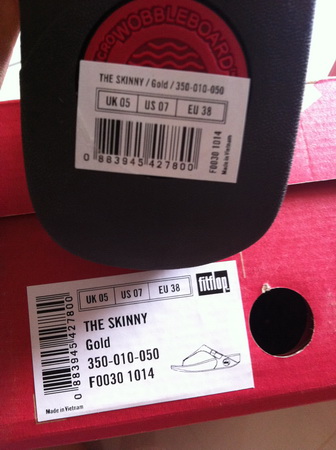 WOBBLEBOARD
THE SKINNY / Gold / 350-010-050
UK 05 US 07 EU 38
0 883945 427800
F0030 1014
Made in Vietnam
UK 05 US 07 EU 38
fitflop
THE SKINNY
Gold
350-010-050
F0030 1014
0 883945 427800
Made in Vietnam